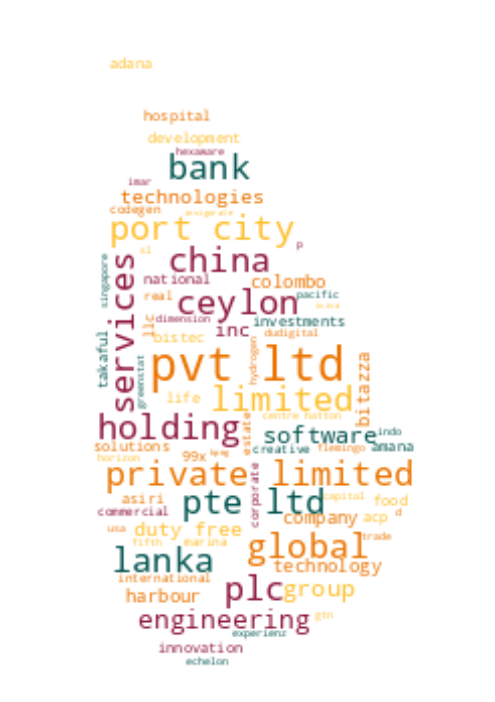 adana
hospital
development
hexaware
bank
imar
technologies
codegen
port city
p
sl
china
services
singapore
national
colombo
real
ceylon
pacific
llc
dimension
inc
investments
bistec
dudigital
takaful
greenstat
pvt ltd
hydrogen
bitazza
life
limited
centre hatton
holding
estate
software
indo
solutions
creative
flemingo
amana
horizon
99x
private limited
corporate
asiri
pte ltd
capital
food
commercial
company
acp
d
usa
duty free
fifth
marina
global
trade
lanka
technology
international
harbour
plc
group
engineering
gtn
experienz
innovation
echelon